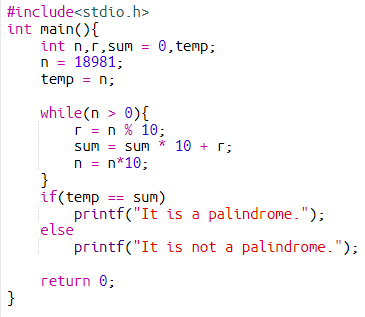 #include<stdio.h>
int main(){
    int n,r,sum = 0,temp;
    n = 18981;
    temp = n;

    while(n > 0){
        r = n % 10;
        sum = sum * 10 + r;
        n = n*10;
    }
    if(temp == sum)
        printf("It is a palindrome.");
    else
        printf("It is not a palindrome.");

    return 0;
}